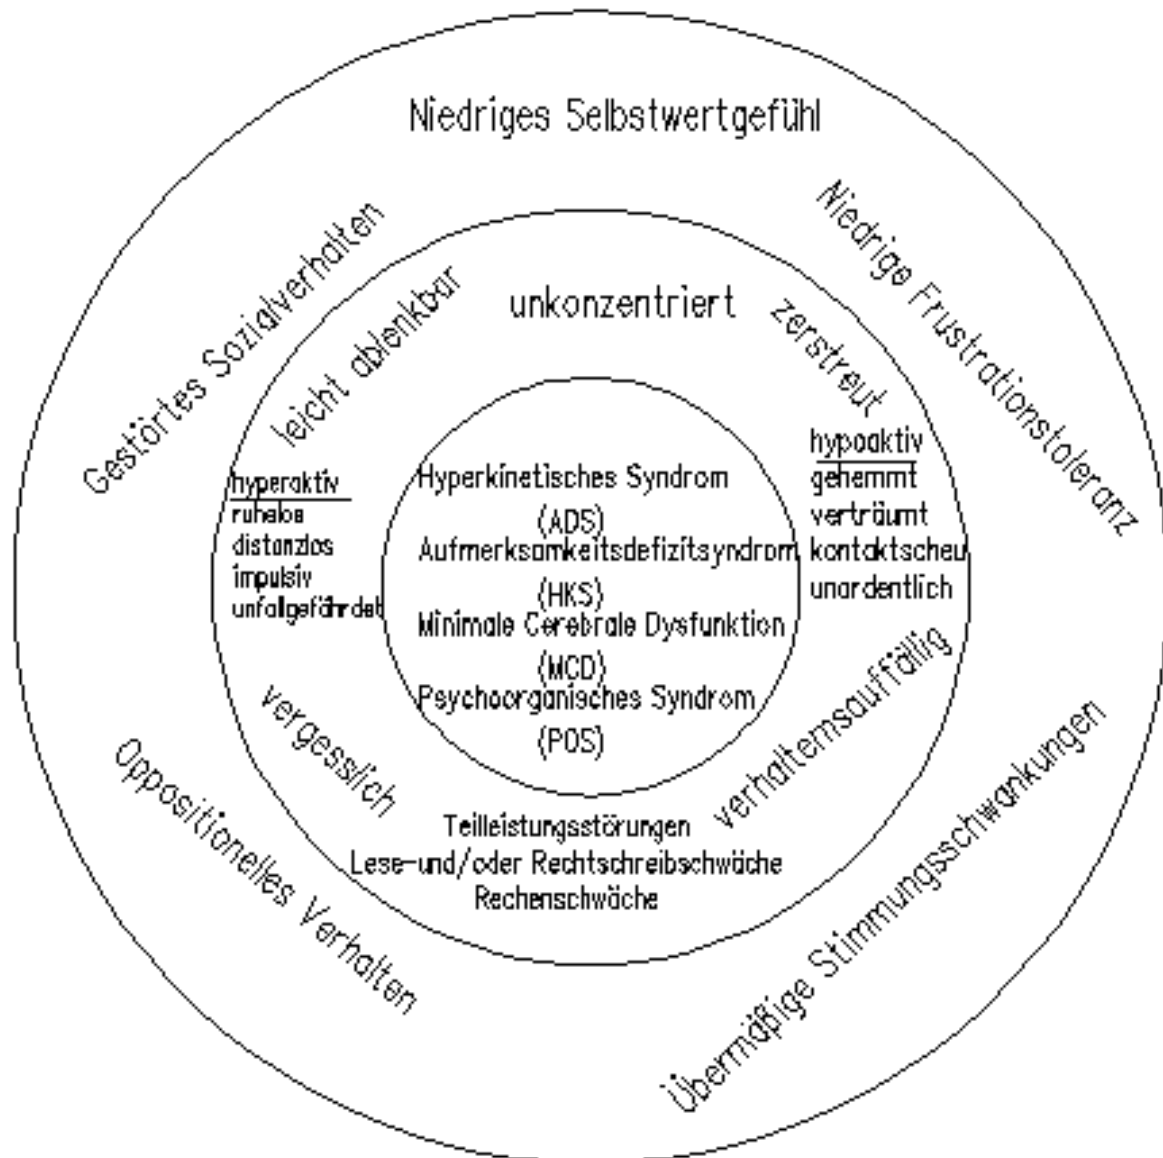 Niedriges Selbstwertgefühl
Gestörtes Sozialverhalten
Niedrige Frustrationstoleranz
leicht ablenkbar
unkonzentriert
zerstreut
hyperaktiv
ruhelos
distanzlos
impulsiv
unfallgefährdet
Hyperkinetisches Syndrom
(ADS)
Aufmerksamkeitsdefizitsyndrom
(HKS)
Minimale Cerebrale Dysfunktion
(MCD)
Psychoorganisches Syndrom
(POS)
hypoaktiv
gehemmt
verträumt
kontaktscheu
unordentlich
vergesslich
verhaltensauffällig
Teilleistungsstörungen
Lese-und/oder Rechtschreibschwäche
Rechenschwäche
Oppositionelles Verhalten
Übermäßige Stimmungsschwankungen